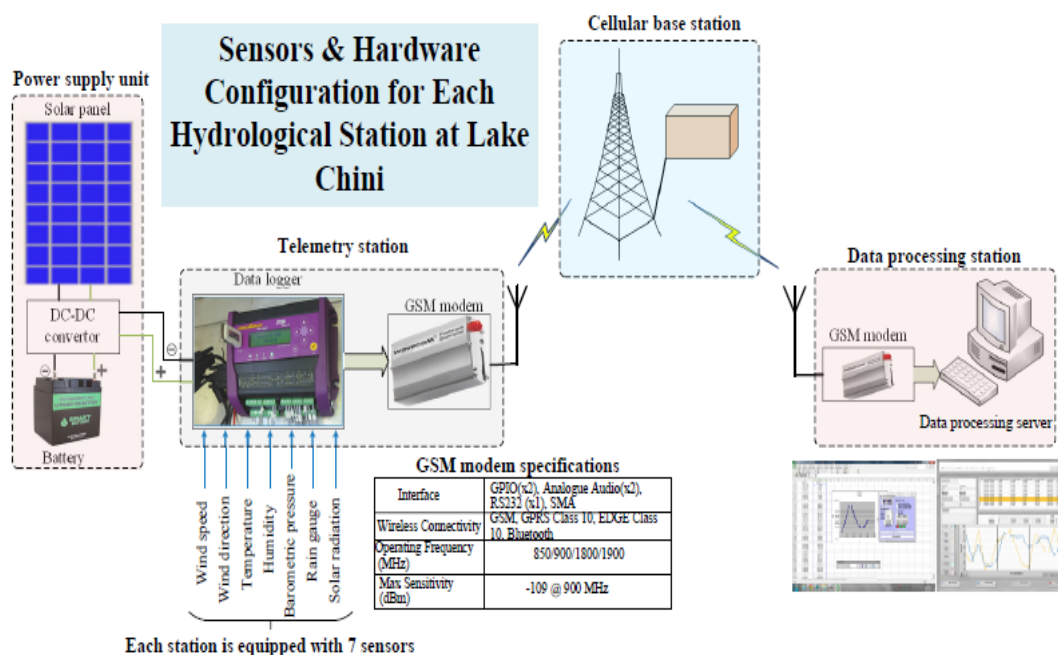 Cellular base station
Sensors & Hardware
Configuration for Each
Hydrological Station at Lake
Chini
Power supply unit
Solar panel
DC-DC
convertor
Battery
Telemetry station
Data logger
GSM modem
Data processing station
GSM modem
Data processing server
Wind speed
Wind direction
Temperature
Humidity
Barometric pressure
Rain gauge
Solar radiation
Each station is equipped with 7 sensors
GSM modem specifications
Interface GPIO(x2), Analogue Audio(x2),
RS232 (x1), SMA
Wireless Connectivity GSM, GPRS Class 10, EDGE Class
10, Bluetooth
Operating Frequency
(MHz) 850/900/1800/1900
Max Sensitivity
(dBm) -109 @ 900 MHz